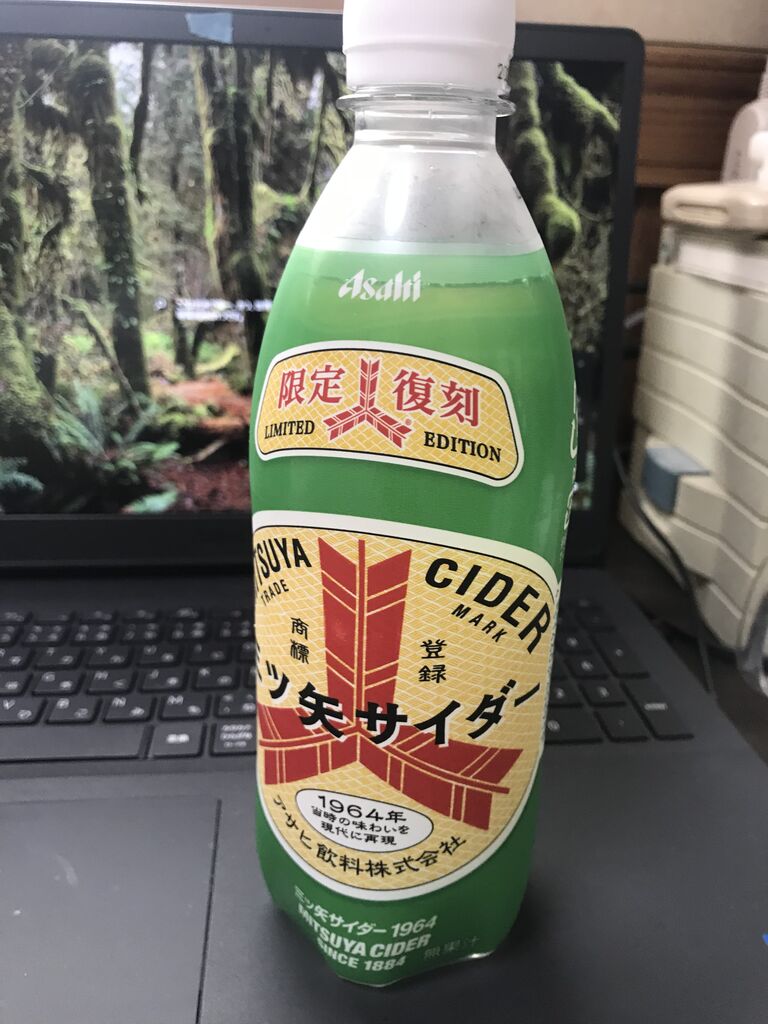 Asahi
限定 復刻
LIMITED EDITION
MITSUYA CIDER
TRADE MARK
商標 登録
三ツ矢サイダー
1964年
当時の味わいを
現代に再現
アサヒ飲料株式会社
三ツ矢サイダー1964
MITSUYA CIDER
SINCE 1884
無果汁